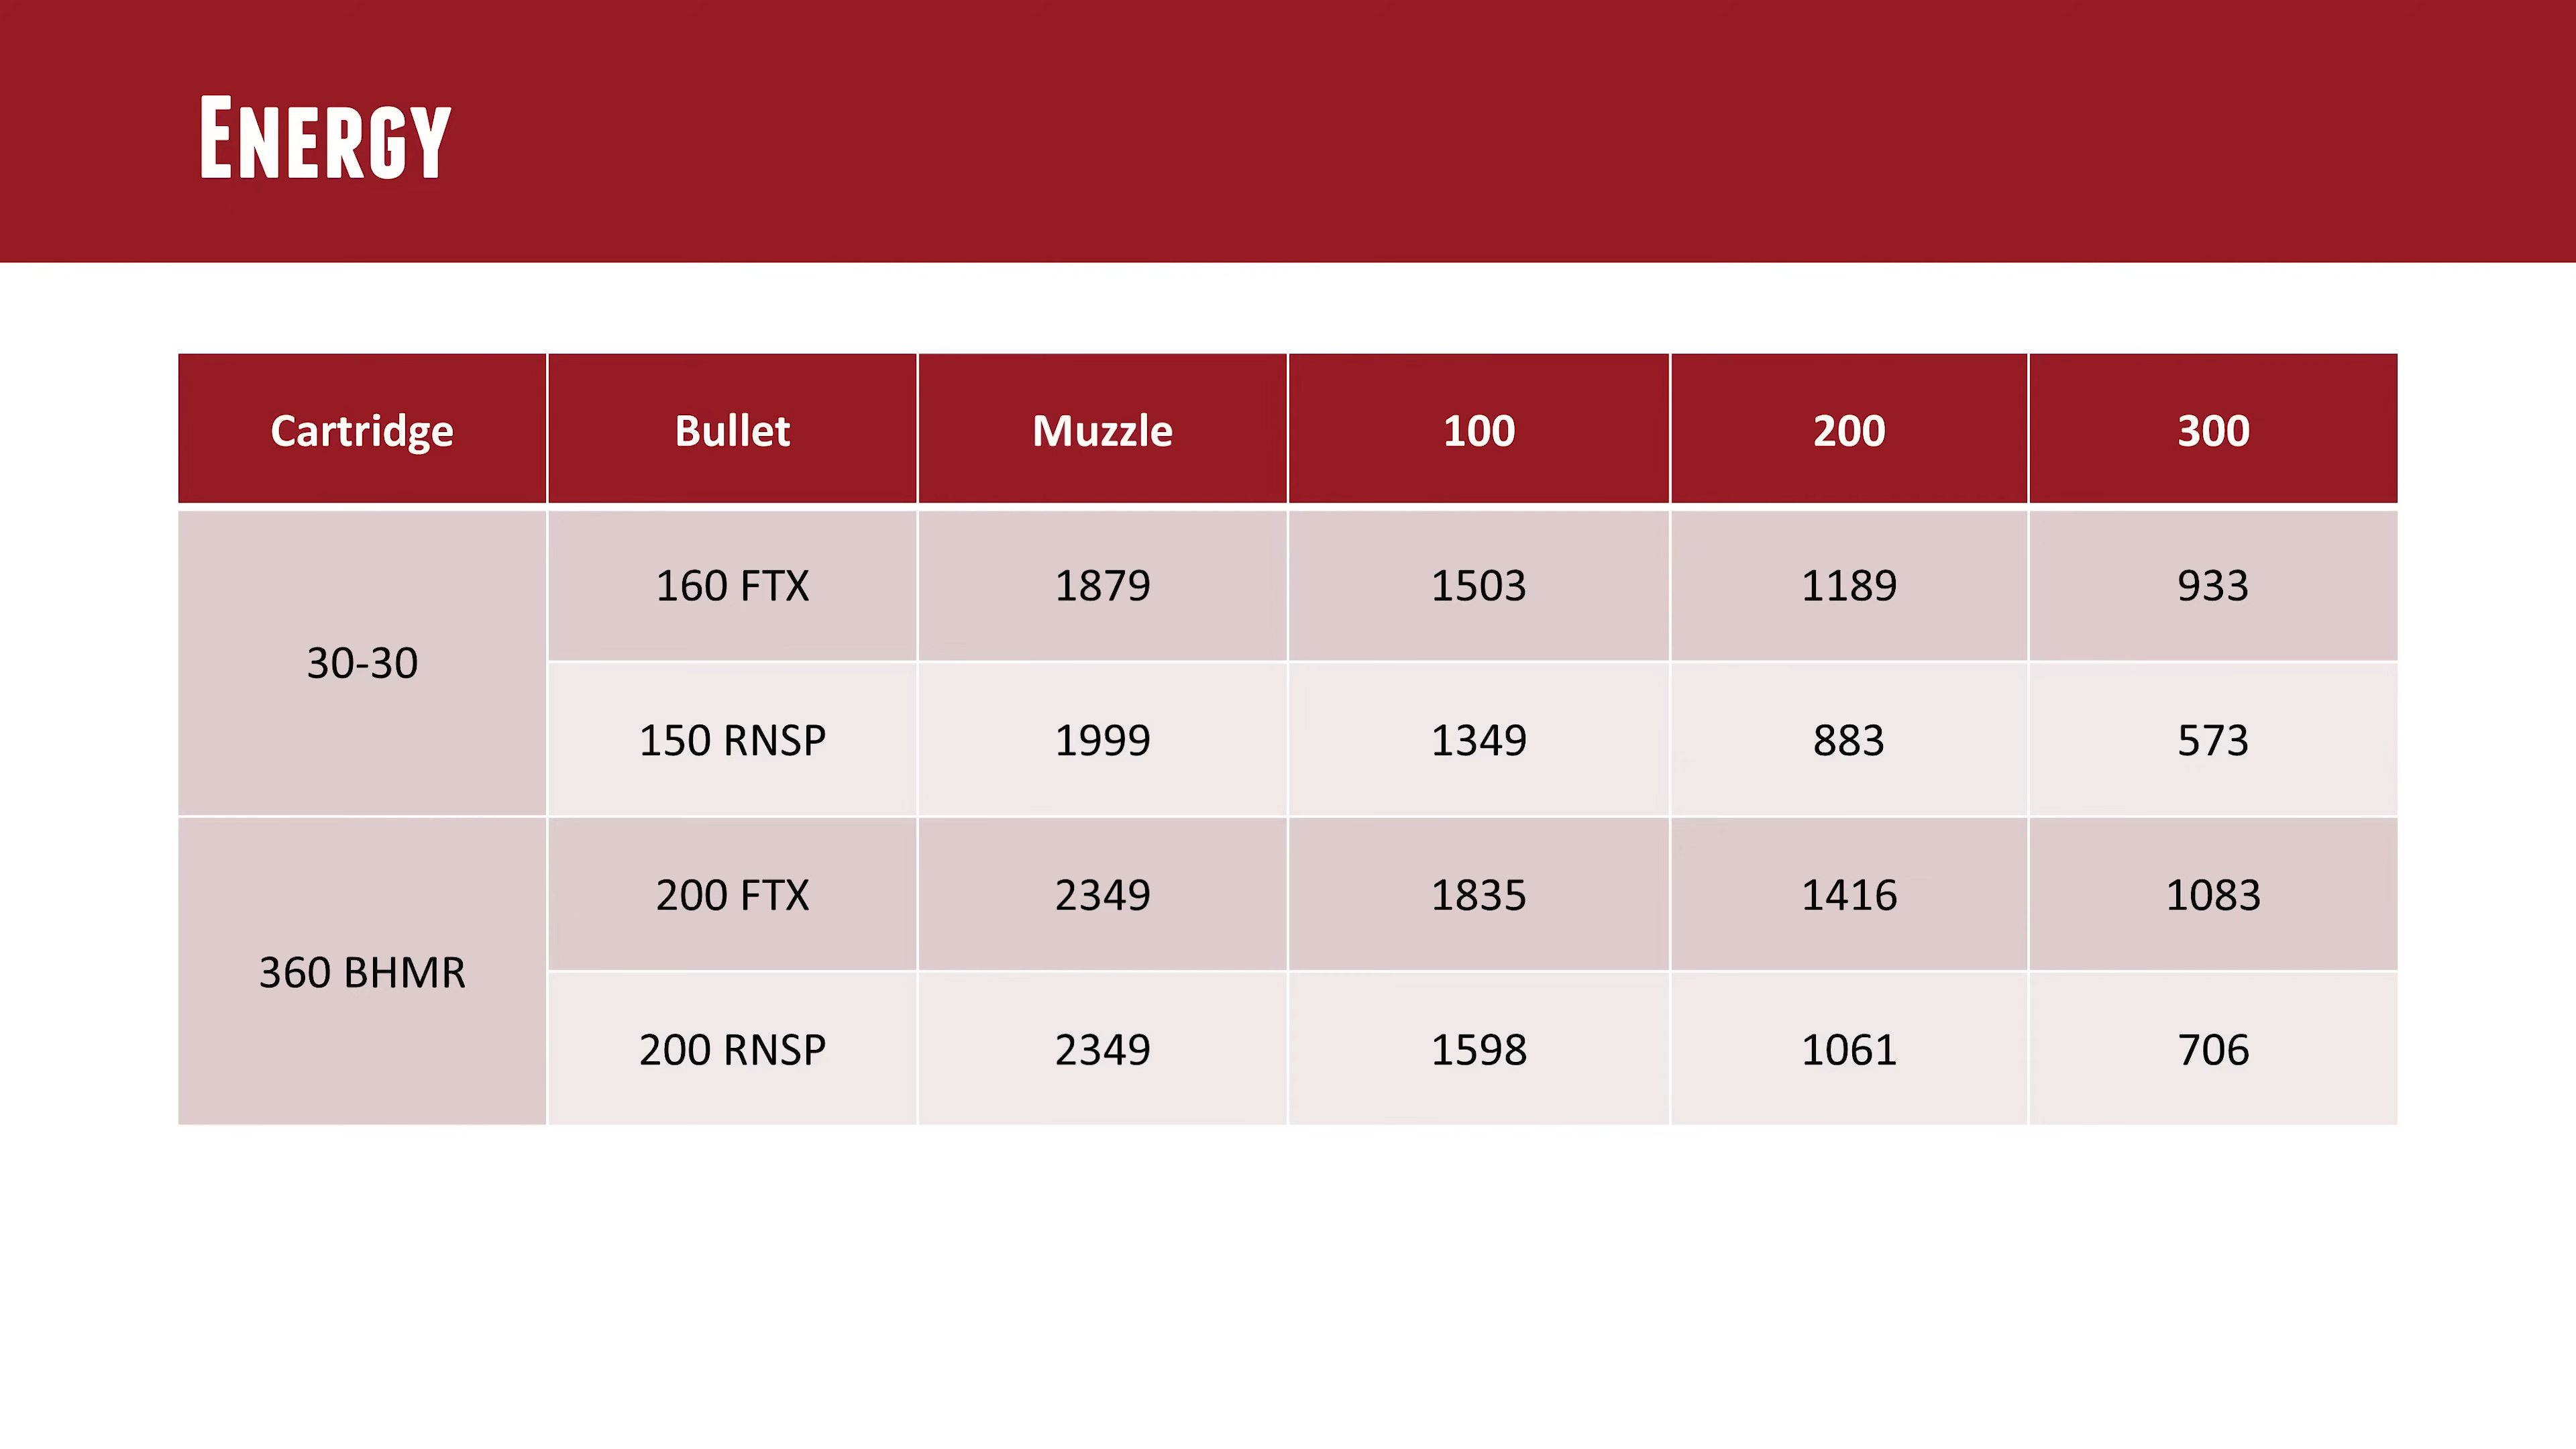 ENERGY
Cartridge Bullet Muzzle 100 200 300
30-30
160 FTX 1879 1503 1189 933
150 RNSP 1999 1349 883 573
360 BHMR
200 FTX 2349 1835 1416 1083
200 RNSP 2349 1598 1061 706